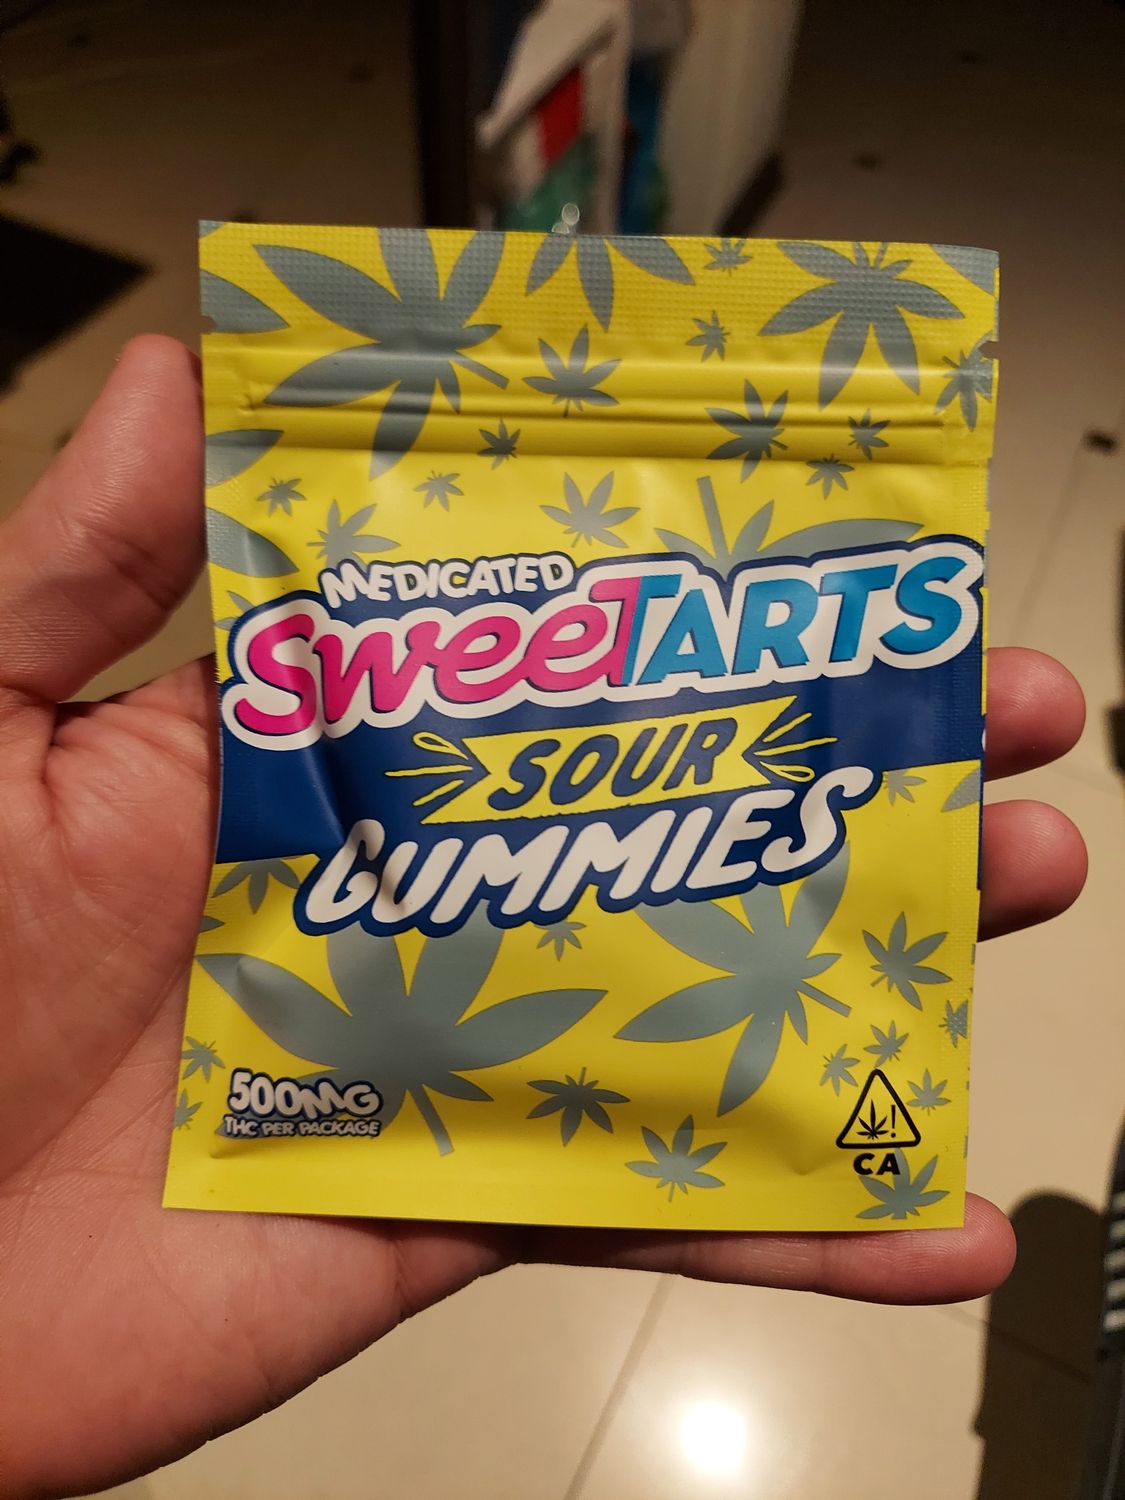 MEDICATED
SweeTARTS
SOUR
GUMMIES
500MG
THC PER PACKAGE
!
CA